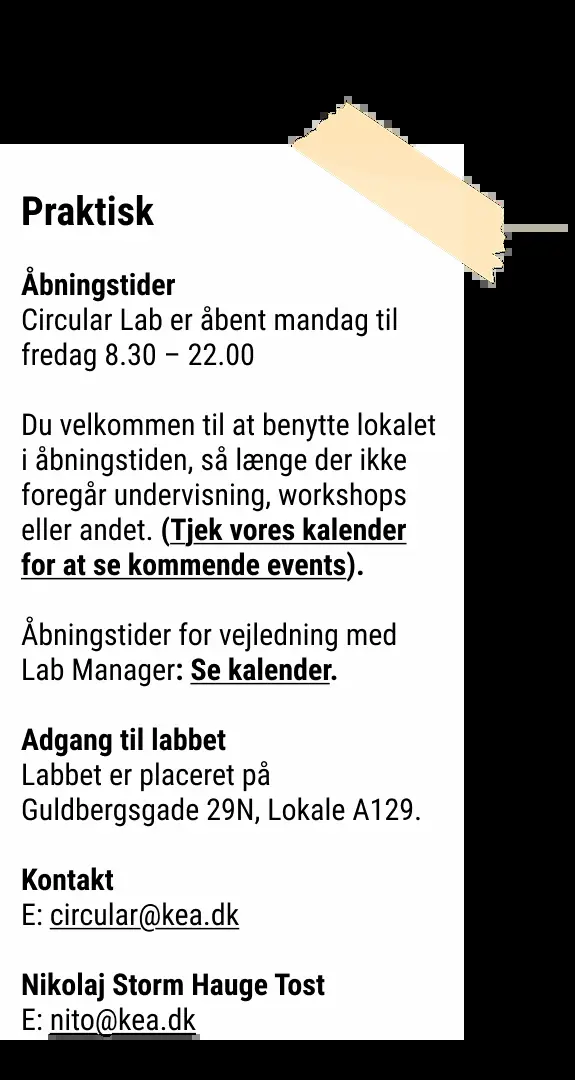 Praktisk
Åbningstider
Circular Lab er åbent mandag til
fredag 8.30 – 22.00
Du velkommen til at benytte lokalet
i åbningstiden, så længe der ikke
foregår undervisning, workshops
eller andet. (Tjek vores kalender
for at se kommende events).
Åbningstider for vejledning med
Lab Manager: Se kalender.
Adgang til labbet
Labbet er placeret på
Guldbergsgade 29N, Lokale A129.
Kontakt
E: circular@kea.dk
Nikolaj Storm Hauge Tost
E: nito@kea.dk